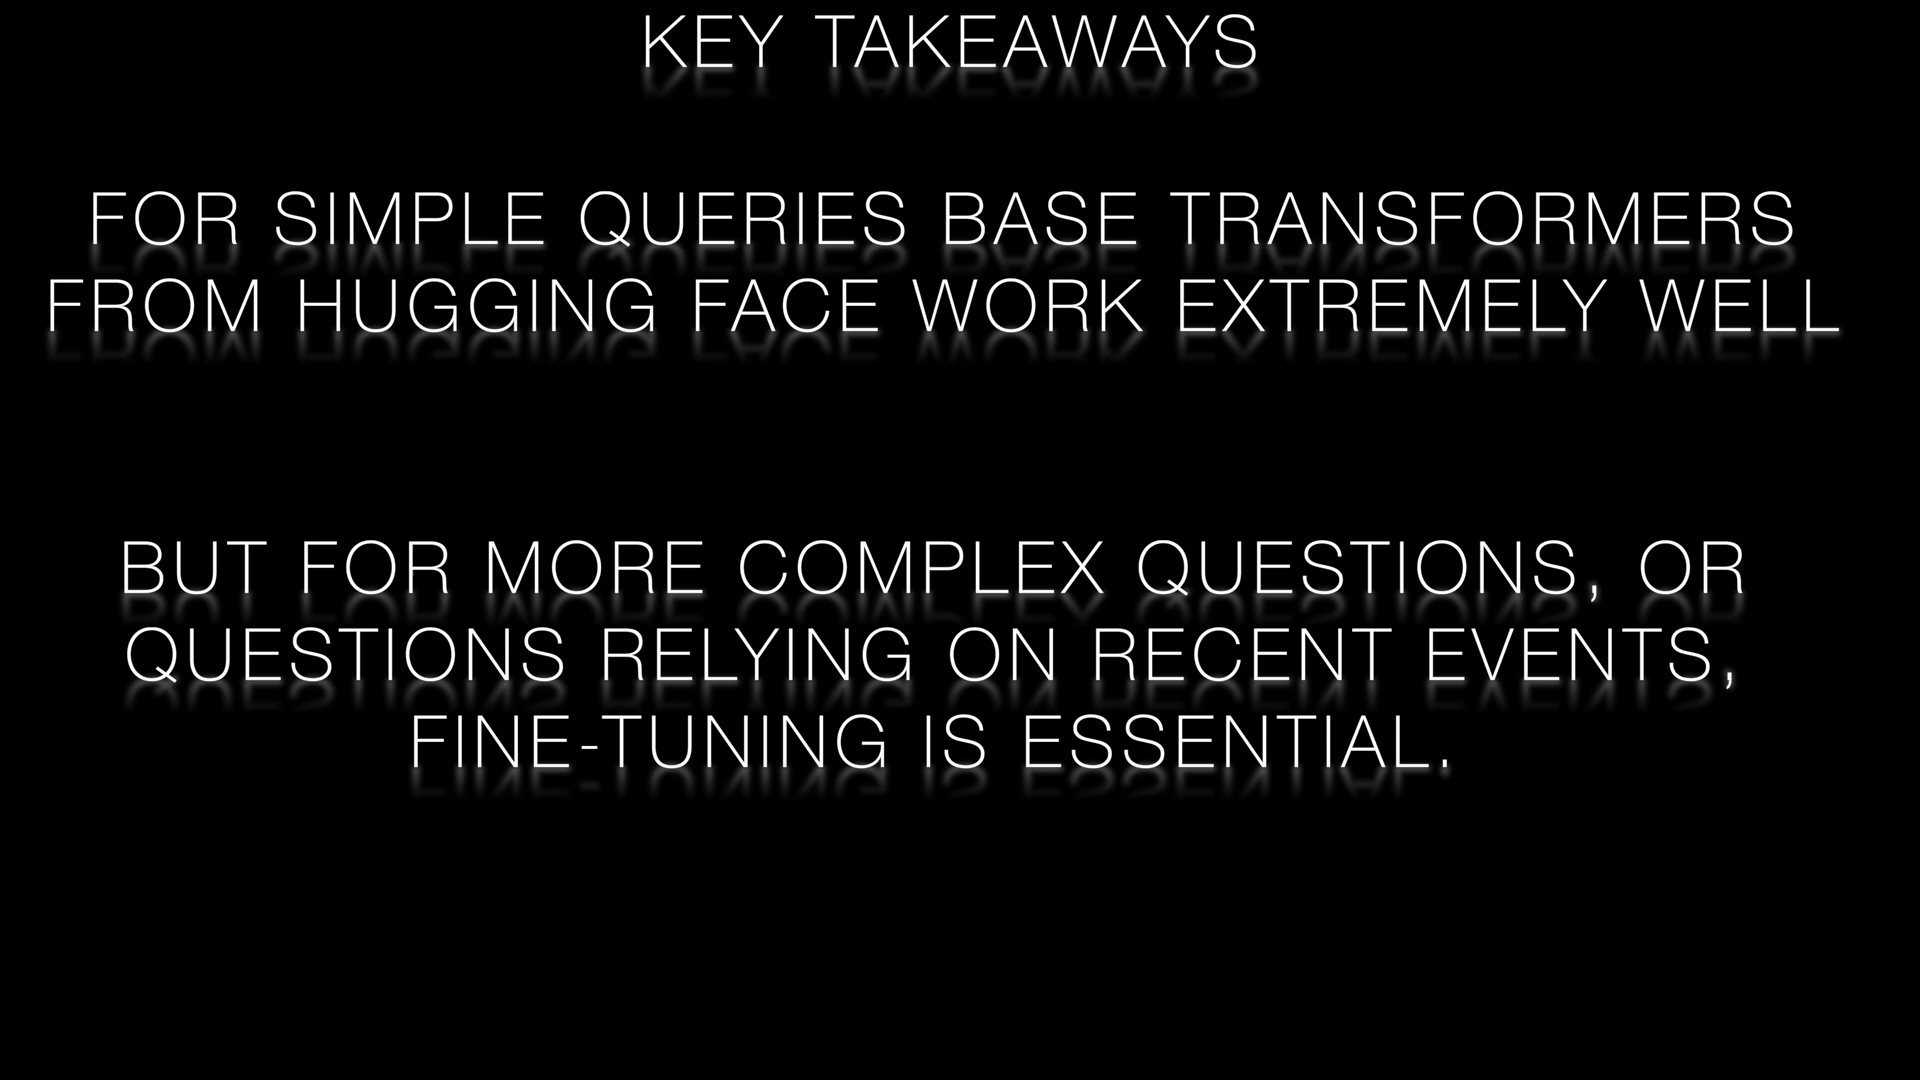 KEY TAKEAWAYS
FOR SIMPLE QUERIES BASE TRANSFORMERS
FROM HUGGING FACE WORK EXTREMELY WELL
BUT FOR MORE COMPLEX QUESTIONS, OR
QUESTIONS RELYING ON RECENT EVENTS,
FINE-TUNING IS ESSENTIAL.